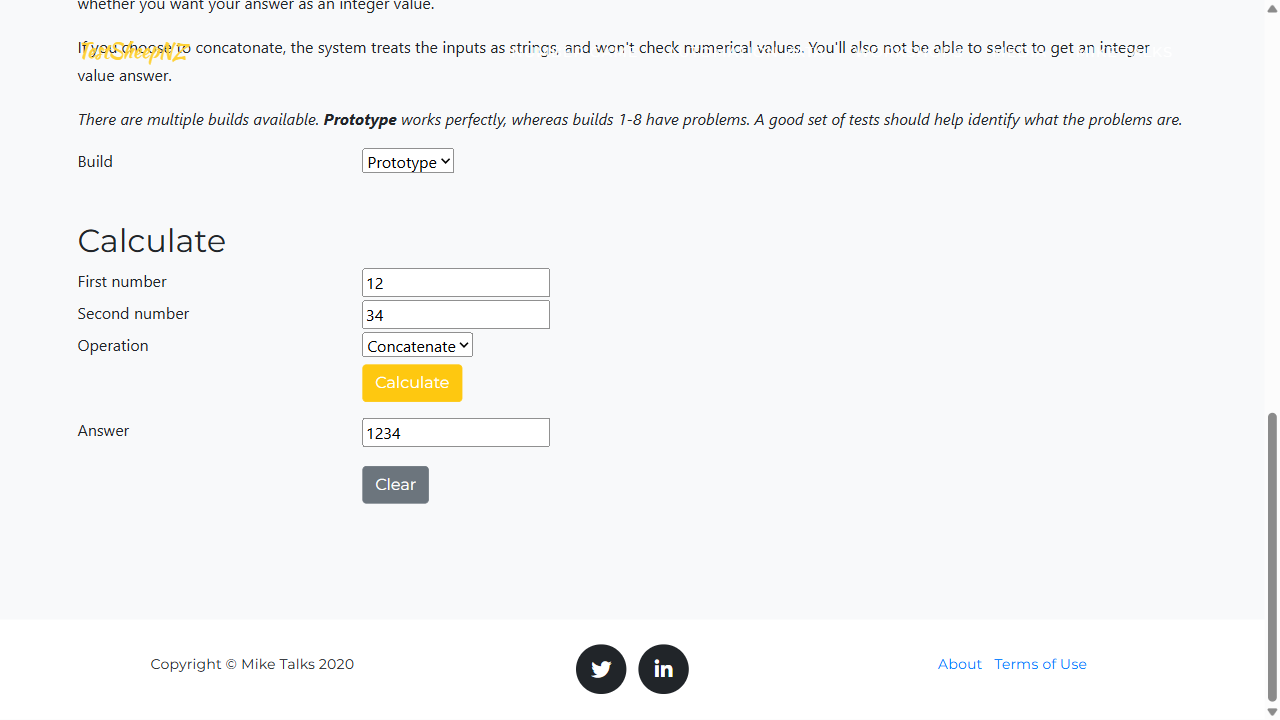 whether you want your answer as an integer value.
If you choose to concatonate, the system treats the inputs as strings, and won't check numerical values. You'll also not be able to select to get an integer
value answer.
TestSheepNZ
There are multiple builds available. Prototype works perfectly, whereas builds 1-8 have problems. A good set of tests should help identify what the problems are.
Build
Prototype
Calculate
First number
12
Second number
34
Operation
Concatenate
Calculate
Answer
1234
Clear
Copyright © Mike Talks 2020
About Terms of Use